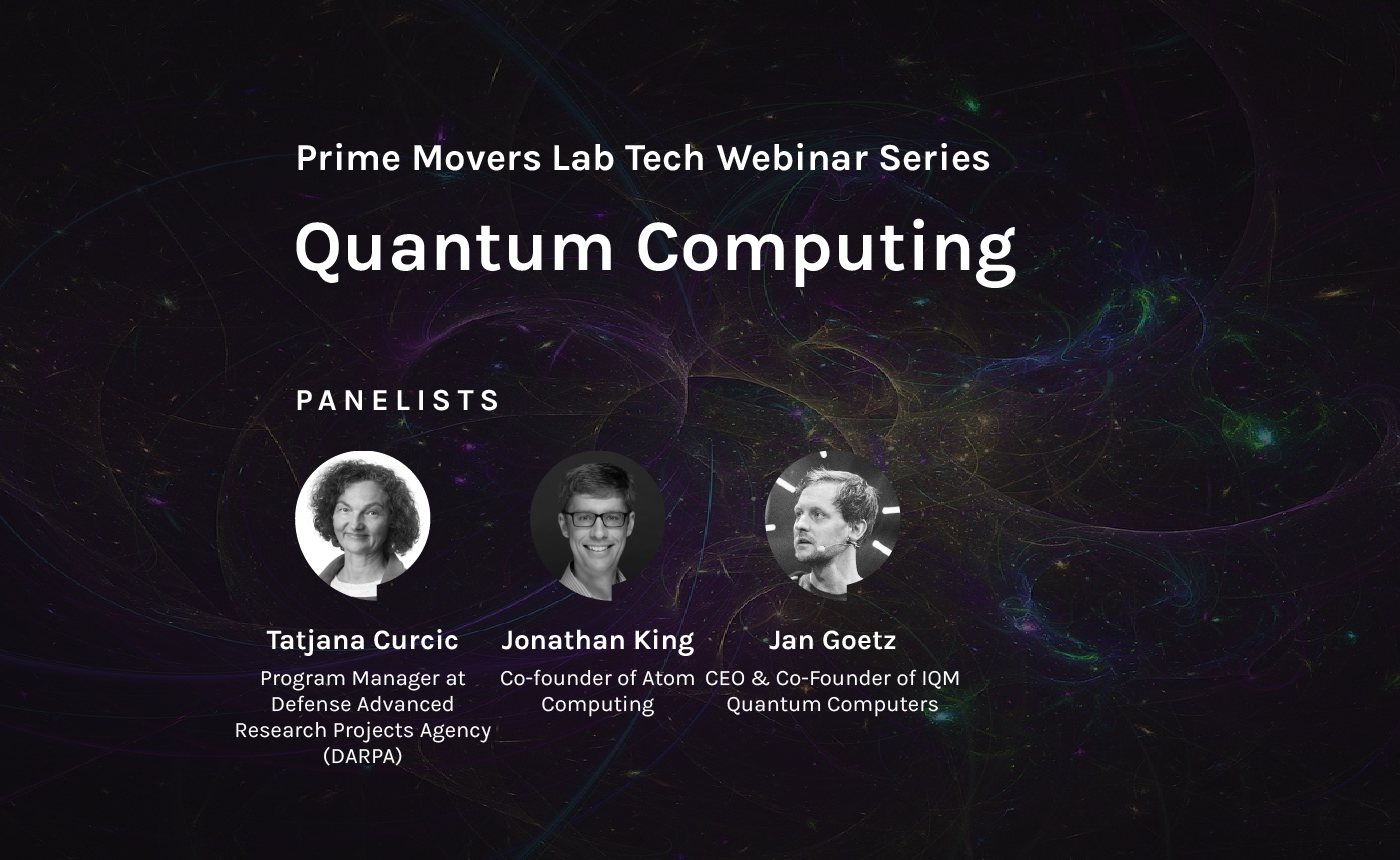 Prime Movers Lab Tech Webinar Series
Quantum Computing
PANELISTS
Tatjana Curcic
Program Manager at
Defense Advanced
Research Projects Agency
(DARPA)
Jonathan King
Co-founder of Atom
Computing
Jan Goetz
CEO & Co-Founder of IQM
Quantum Computers